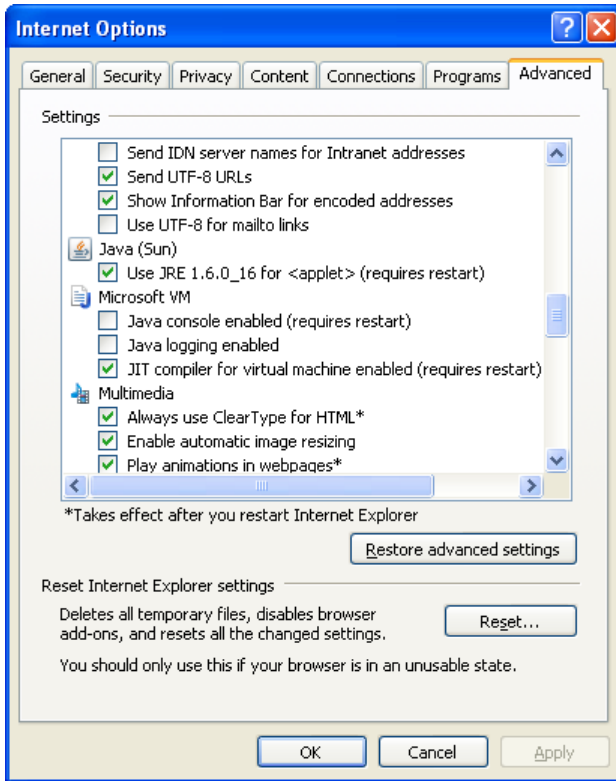 Internet Options
General Security Privacy Content Connections Programs Advanced
Settings
Send IDN server names for Intranet addresses
Send UTF-8 URLs
Show Information Bar for encoded addresses
Use UTF-8 for mailto links
Java (Sun)
Use JRE 1.6.0_16 for <applet> (requires restart)
Microsoft VM
Java console enabled (requires restart)
Java logging enabled
JIT compiler for virtual machine enabled (requires restart)
Multimedia
Always use ClearType for HTML*
Enable automatic image resizing
Play animations in webpages*
*Takes effect after you restart Internet Explorer
Restore advanced settings
Reset Internet Explorer settings
Deletes all temporary files, disables browser
add-ons, and resets all the changed settings.
Reset...
You should only use this if your browser is in an unusable state.
OK Cancel Apply